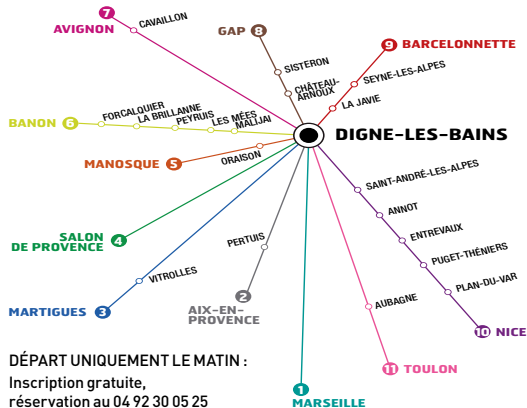 7
AVIGNON
CAVAILLON
GAP 8
SISTERON
CHÂTEAU-
ARNOUX
9 BARCELONNETTE
SEYNE-LES-ALPES
LA JAVIE
BANON 6
FORCALQUIER
LA BRILLANNE
PEYRUIS
LES MÉES
MALIJAI
DIGNE-LES-BAINS
MANOSQUE 5
ORAISON
SAINT-ANDRÉ-LES-ALPES
ANNOT
ENTREVAUX
PUGET-THÉNIERS
PLAN-DU-VAR
10 NICE
SALON
DE PROVENCE 4
PERTUIS
VITROLLES
MARTIGUES 3
2
AIX-EN-
PROVENCE
AUBAGNE
11 TOULON
1
MARSEILLE
DÉPART UNIQUEMENT LE MATIN :
Inscription gratuite,
réservation au 04 92 30 05 25